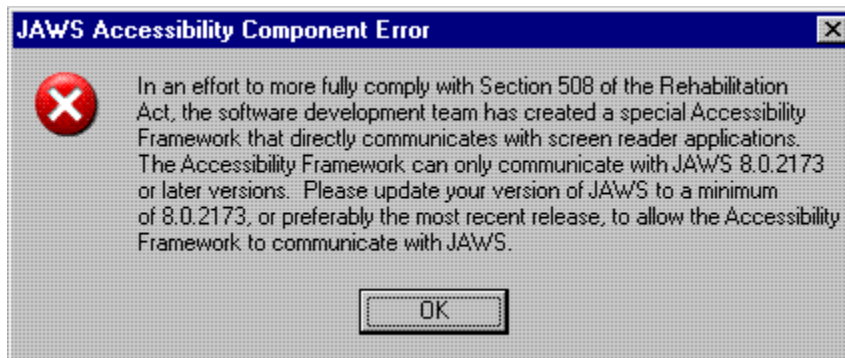 JAWS Accessibility Component Error
In an effort to more fully comply with Section 508 of the Rehabilitation
Act, the software development team has created a special Accessibility
Framework that directly communicates with screen reader applications.
The Accessibility Framework can only communicate with JAWS 8.0.2173
or later versions.  Please update your version of JAWS to a minimum
of 8.0.2173, or preferably the most recent release, to allow the Accessibility
Framework to communicate with JAWS.
OK